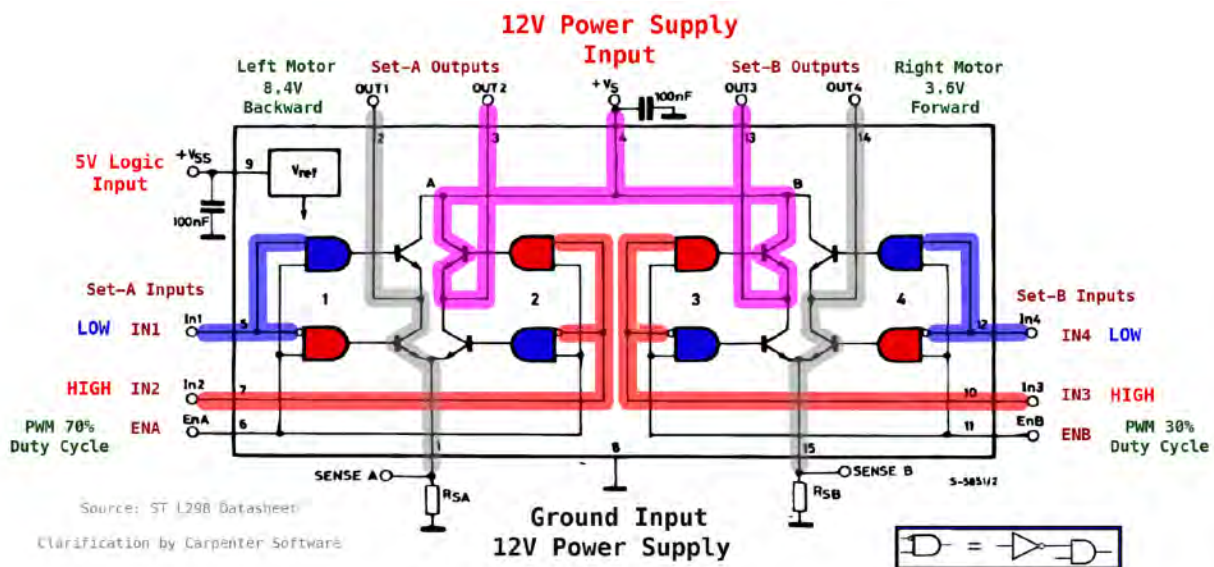 12V Power Supply
Input
Left Motor
8.4V
Backward
Set-A Outputs
OUT1
OUT2
+VS
100nF
Set-B Outputs
OUT3
OUT4
Right Motor
3.6V
Forward
2
3
4
13
14
5V Logic
Input
+VSS
9
Vref
100nF
A
B
1
2
3
4
Set-A Inputs
LOW IN1
In1
5
HIGH IN2
In2
7
PWM 70%
Duty Cycle
ENA
EnA
6
Set-B Inputs
12
In4
IN4 LOW
10
In3
IN3 HIGH
11
EnB
ENB
PWM 30%
Duty Cycle
1
8
15
SENSE A
SENSE B
S-5851/2
RSA
RSB
Source: ST L298 Datasheet
Clarification by Carpenter Software
Ground Input
12V Power Supply
=